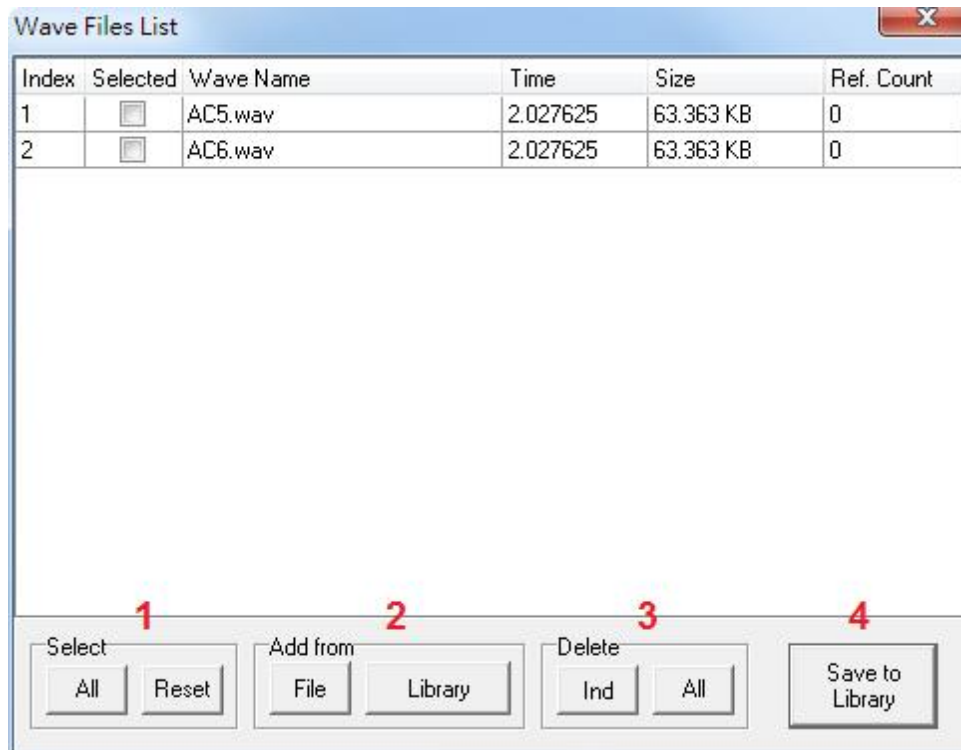 Wave Files List
x
Index Selected Wave Name Time Size Ref. Count
1 AC5.wav 2.027625 63.363 KB 0
2 AC6.wav 2.027625 63.363 KB 0
1 2 3 4
Select Add from Delete
All Reset File Library Ind All Save to
Library